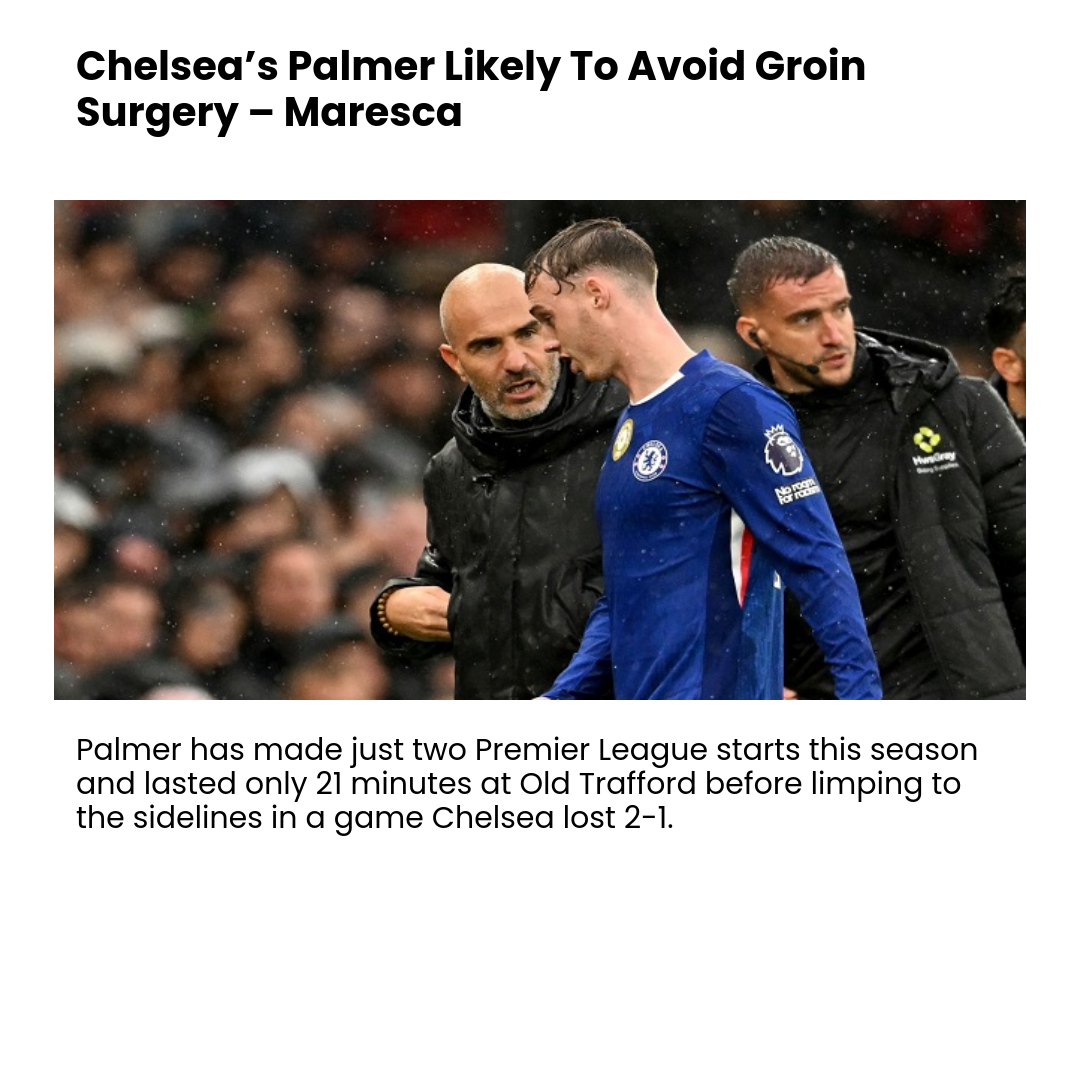 Chelsea’s Palmer Likely To Avoid Groin
Surgery – Maresca
No room
for racism
HwsGray
Palmer has made just two Premier League starts this season
and lasted only 21 minutes at Old Trafford before limping to
the sidelines in a game Chelsea lost 2-1.